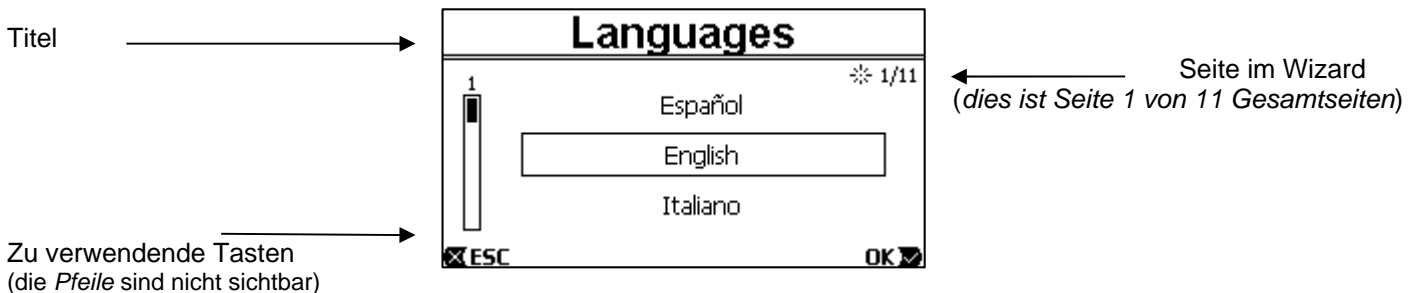 Titel
Languages
1
1/11
Seite im Wizard
(dies ist Seite 1 von 11 Gesamtseiten)
Español
English
Italiano
Zu verwendende Tasten
(die Pfeile sind nicht sichtbar)
ESC
OK